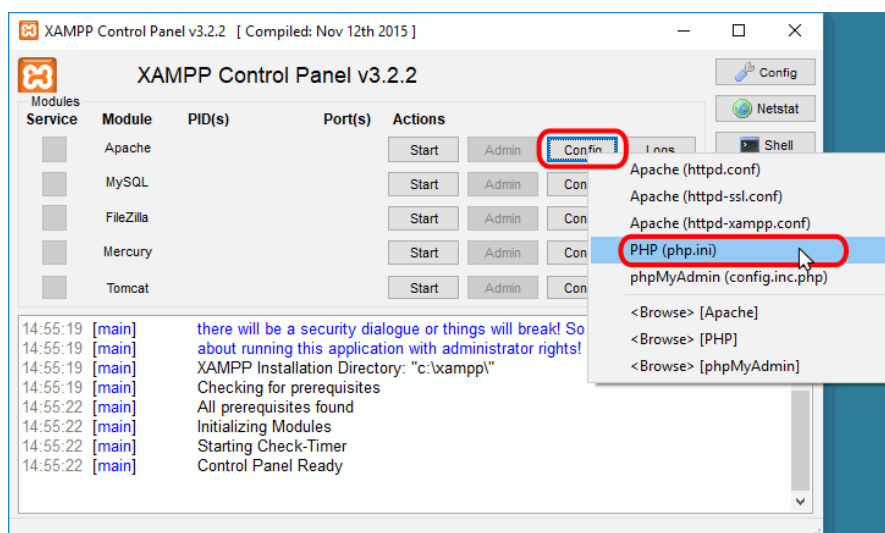 XAMPP Control Panel v3.2.2 [ Compiled: Nov 12th 2015 ]
XAMPP Control Panel v3.2.2
Config
Modules
Service Module PID(s) Port(s) Actions
Netstat
Apache Start Admin Config Logs
Shell
MySQL Start Admin Con
FileZilla Start Admin Con
Mercury Start Admin Con
Tomcat Start Admin Con
Apache (httpd.conf)
Apache (httpd-ssl.conf)
Apache (httpd-xampp.conf)
PHP (php.ini)
phpMyAdmin (config.inc.php)
<Browse> [Apache]
<Browse> [PHP]
<Browse> [phpMyAdmin]
14:55:19 [main] there will be a security dialogue or things will break! So
14:55:19 [main] about running this application with administrator rights!
14:55:19 [main] XAMPP Installation Directory: "c:\xampp\"
14:55:19 [main] Checking for prerequisites
14:55:22 [main] All prerequisites found
14:55:22 [main] Initializing Modules
14:55:22 [main] Starting Check-Timer
14:55:22 [main] Control Panel Ready